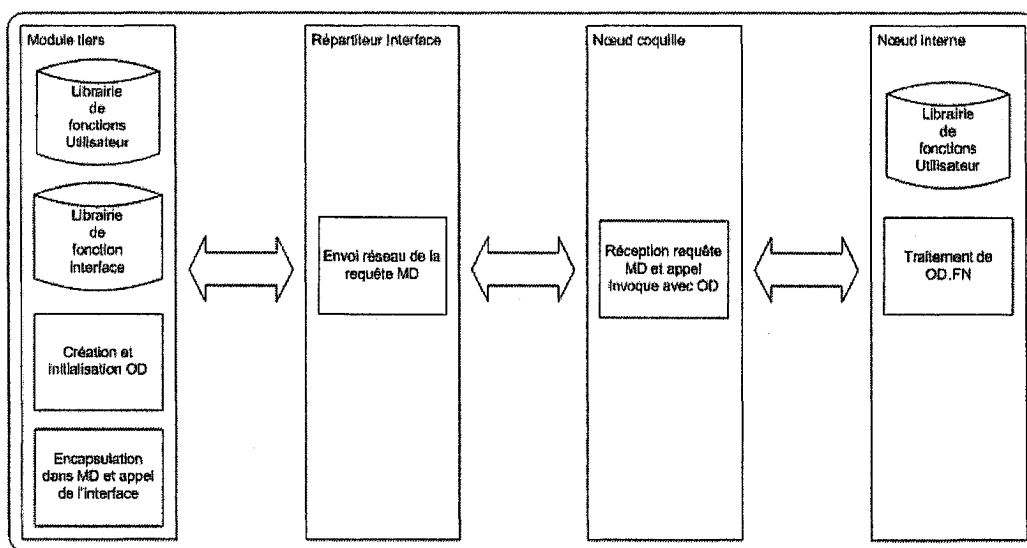 Module tiers
Librairie
de
fonctions
Utilisateur
Librairie
de
fonction
Interface
Création et
initialisation OD
Encapsulation
dans MD et appel
de l'interface
Répartiteur Interface
Envoi réseau de la
requête MD
Nœud coquille
Réception requête
MD et appel
Invoque avec OD
Nœud Interne
Librairie
de
fonctions
Utilisateur
Traitement de
OD.FN